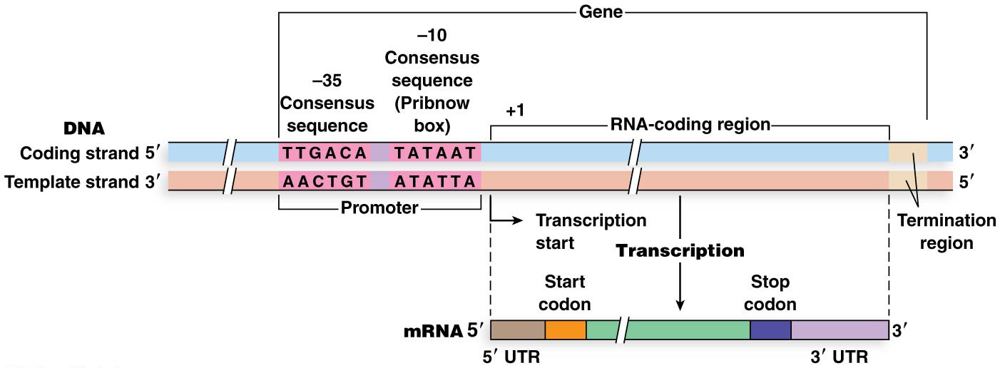 Gene
–10
Consensus
sequence
(Pribnow
box)
–35
Consensus
sequence
+1
RNA-coding region
DNA
Coding strand 5′
TTGACA
TATAAT
3′
Template strand 3′
AACTGT
ATATTA
5′
Promoter
Transcription
start
Termination
region
Transcription
Start
codon
Stop
codon
mRNA 5′
3′
5′ UTR
3′ UTR